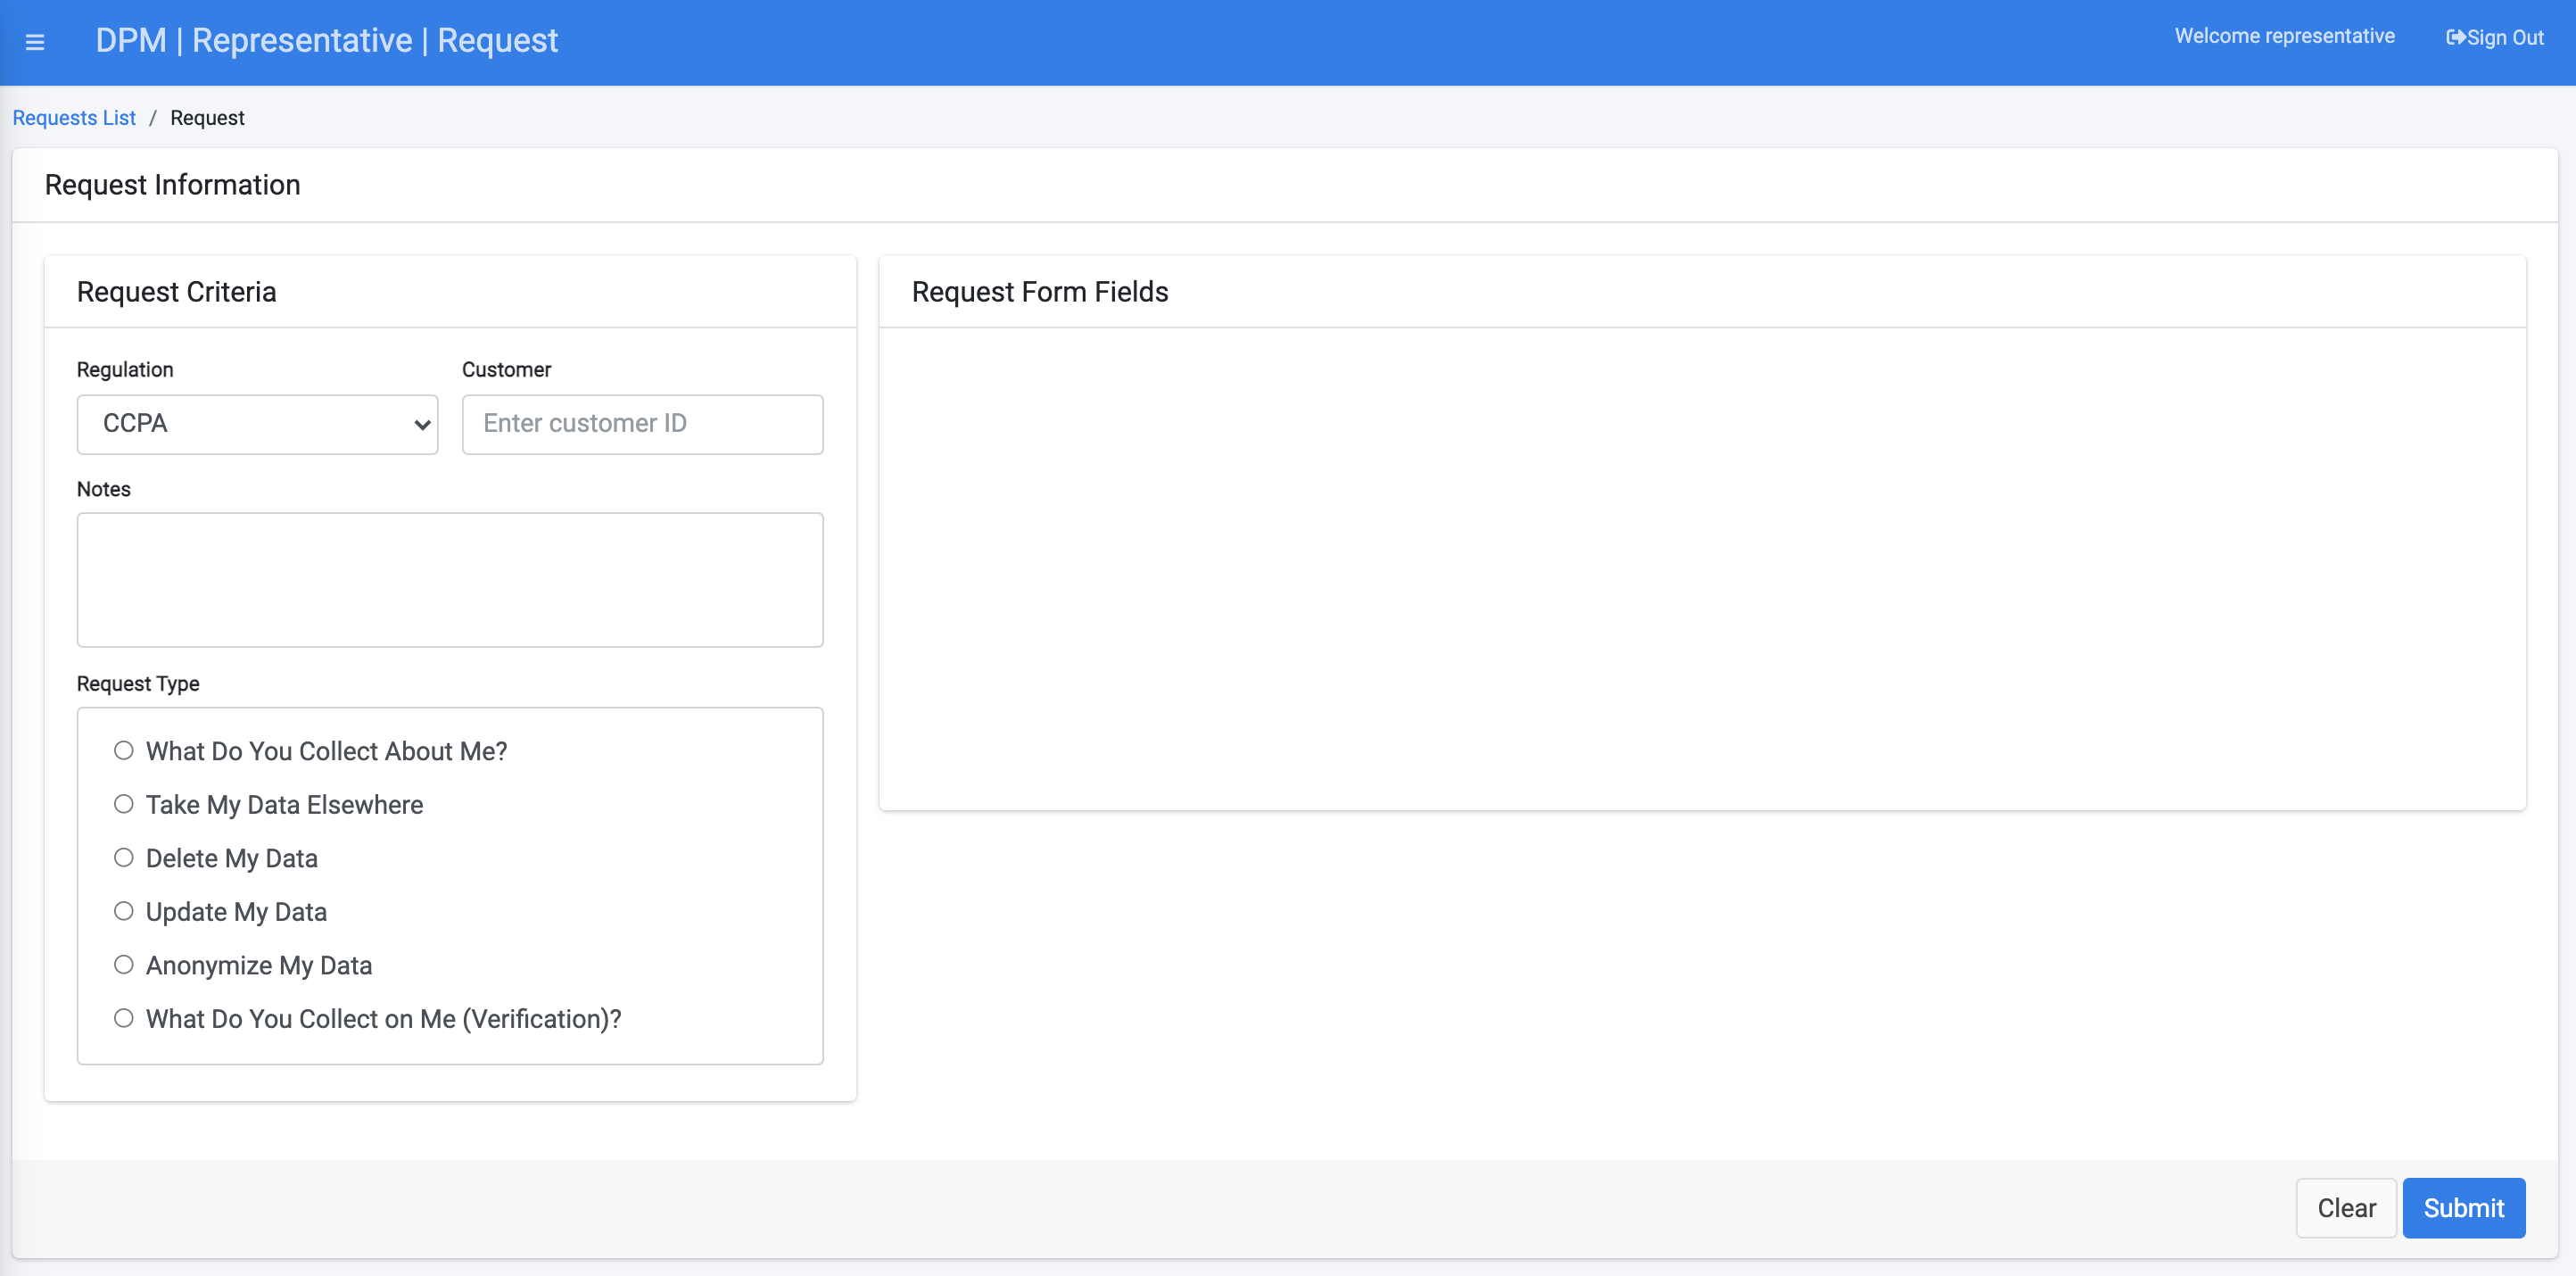 DPM | Representative | Request
Welcome representative
Sign Out
Requests List / Request
Request Information
Request Criteria
Regulation
Customer
CCPA
Enter customer ID
Notes
Request Type
What Do You Collect About Me?
Take My Data Elsewhere
Delete My Data
Update My Data
Anonymize My Data
What Do You Collect on Me (Verification)?
Request Form Fields
Clear
Submit